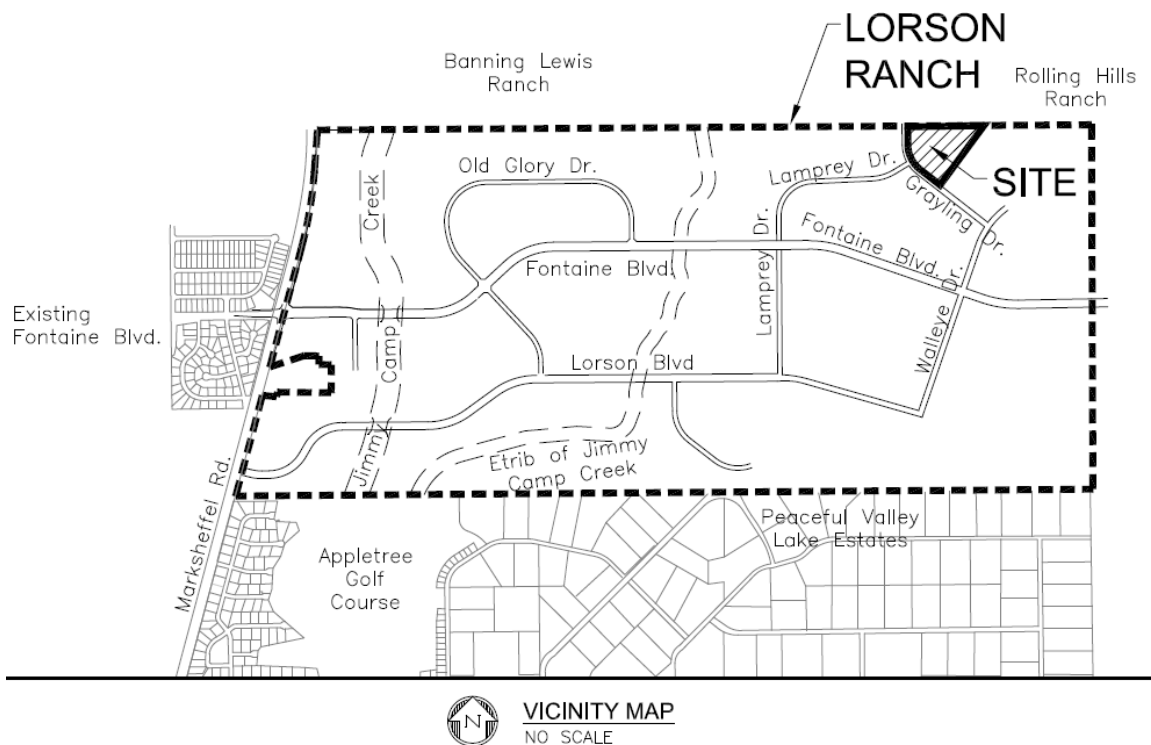 LORSON
RANCH
Banning Lewis
Ranch
Rolling Hills
Ranch
Old Glory Dr.
Creek
Lamprey Dr.
SITE
Grayling Dr.
Fontaine Blvd.
Fontaine Blvd.
Lamprey Dr.
Walleye Dr.
Existing
Fontaine Blvd.
Camp
Lorson Blvd
Jimmy
Etrib of Jimmy
Camp Creek
Marksheffel Rd.
Appletree
Golf
Course
Peaceful Valley
Lake Estates
N
VICINITY MAP
NO SCALE